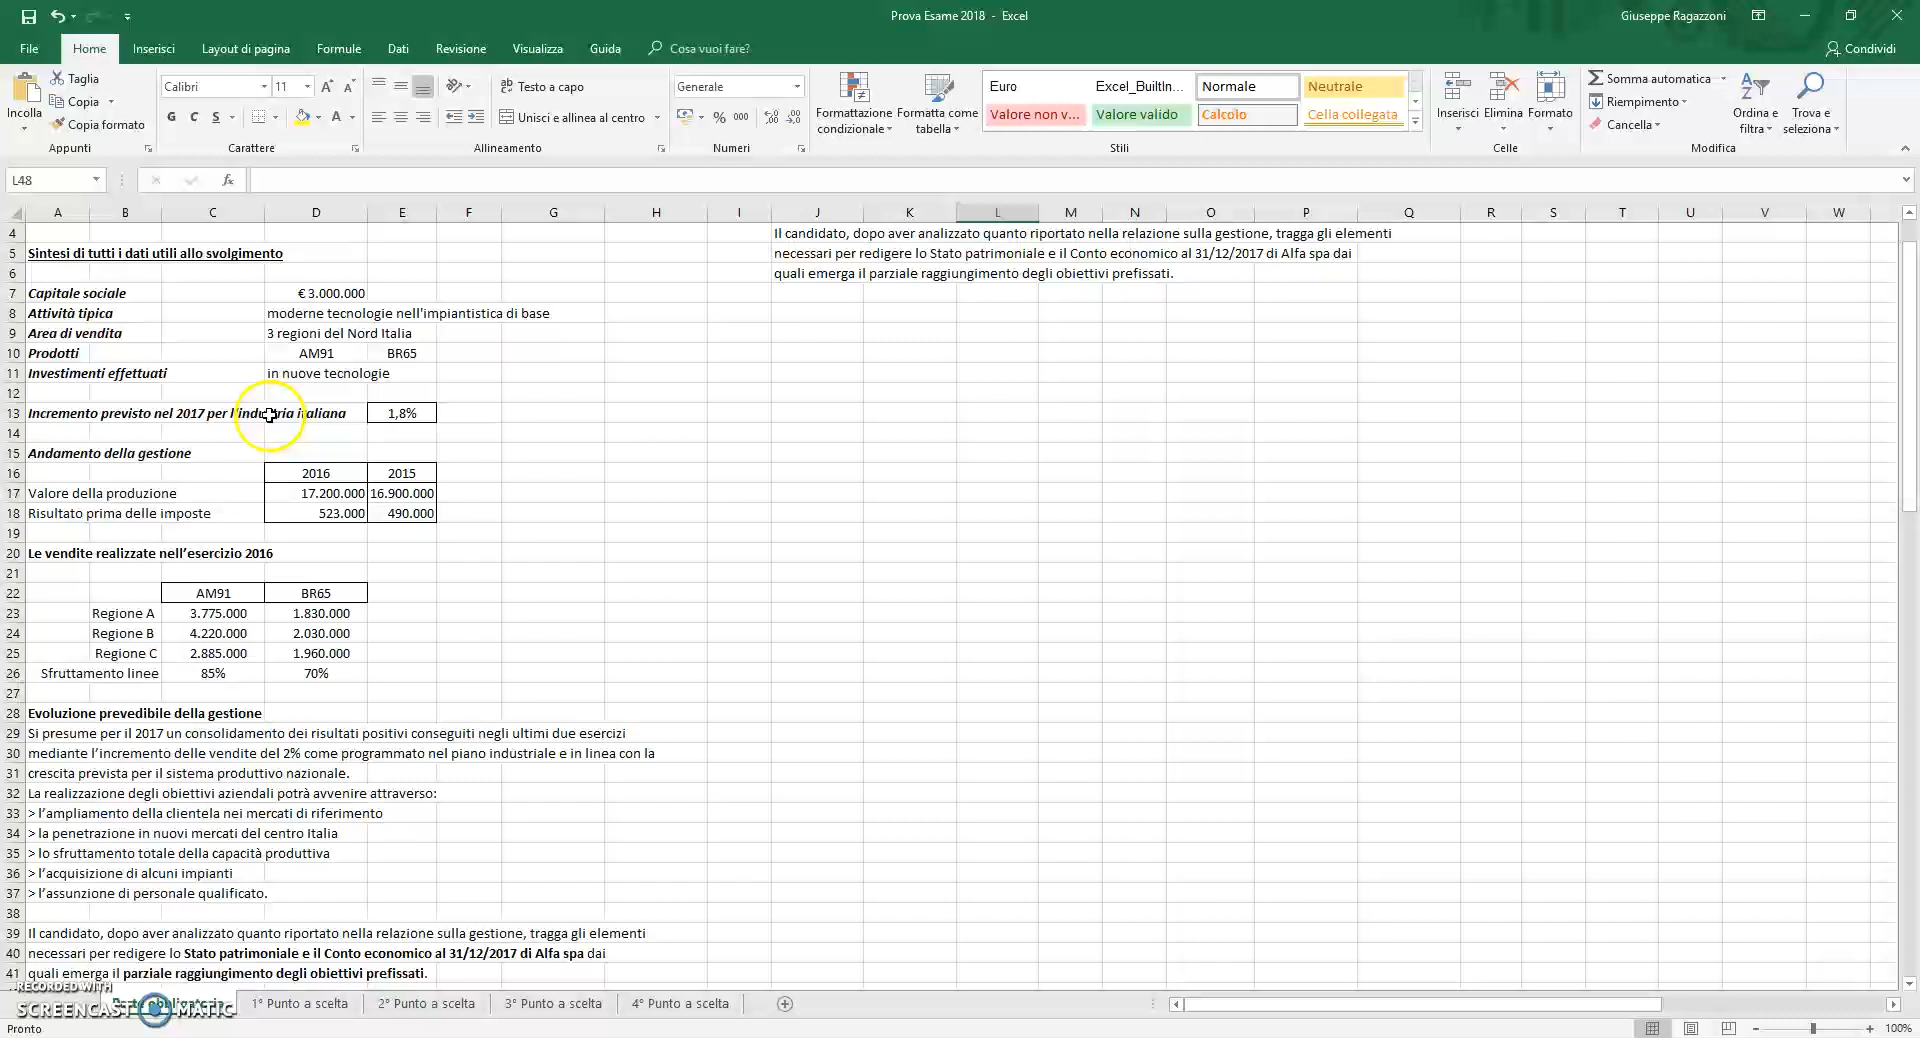 Prova Esame 2018 - Excel
Giuseppe Ragazzoni
File Home Inserisci Layout di pagina Formule Dati Revisione Visualizza Guida Cosa vuoi fare? Condividi
Incolla
Taglia
Copia
Copia formato
Appunti
Calibri 11
G C S
Carattere
Testo a capo
Unisci e allinea al centro
Allineamento
Generale
% 000
Numeri
Formattazione condizionale
Formatta come tabella
Euro Excel_BuiltIn... Normale Neutrale
Valore non v... Valore valido Calcolo Cella collegata
Stili
Inserisci Elimina Formato
Celle
Somma automatica
Riempimento
Cancella
Ordina e filtra
Trova e seleziona
Modifica
L48 fx
A B C D E F G H I J K L M N O P Q R S T U V W
4 Il candidato, dopo aver analizzato quanto riportato nella relazione sulla gestione, tragga gli elementi
5 Sintesi di tutti i dati utili allo svolgimento necessari per redigere lo Stato patrimoniale e il Conto economico al 31/12/2017 di Alfa spa dai
6 quali emerga il parziale raggiungimento degli obiettivi prefissati.
7 Capitale sociale € 3.000.000
8 Attività tipica moderne tecnologie nell'impiantistica di base
9 Area di vendita 3 regioni del Nord Italia
10 Prodotti AM91 BR65
11 Investimenti effettuati in nuove tecnologie
12
13 Incremento previsto nel 2017 per l'industria italiana 1,8%
14
15 Andamento della gestione
16 2016 2015
17 Valore della produzione 17.200.000 16.900.000
18 Risultato prima delle imposte 523.000 490.000
19
20 Le vendite realizzate nell’esercizio 2016
21
22 AM91 BR65
23 Regione A 3.775.000 1.830.000
24 Regione B 4.220.000 2.030.000
25 Regione C 2.885.000 1.960.000
26 Sfruttamento linee 85% 70%
27
28 Evoluzione prevedibile della gestione
29 Si presume per il 2017 un consolidamento dei risultati positivi conseguiti negli ultimi due esercizi
30 mediante l’incremento delle vendite del 2% come programmato nel piano industriale e in linea con la
31 crescita prevista per il sistema produttivo nazionale.
32 La realizzazione degli obiettivi aziendali potrà avvenire attraverso:
33 > l’ampliamento della clientela nei mercati di riferimento
34 > la penetrazione in nuovi mercati del centro Italia
35 > lo sfruttamento totale della capacità produttiva
36 > l’acquisizione di alcuni impianti
37 > l’assunzione di personale qualificato.
38
39 Il candidato, dopo aver analizzato quanto riportato nella relazione sulla gestione, tragga gli elementi
40 necessari per redigere lo Stato patrimoniale e il Conto economico al 31/12/2017 di Alfa spa dai
41 quali emerga il parziale raggiungimento degli obiettivi prefissati.
RECORDED WITH
SCREENCAST MATIC
1° Punto a scelta 2° Punto a scelta 3° Punto a scelta 4° Punto a scelta
Pronto 100%